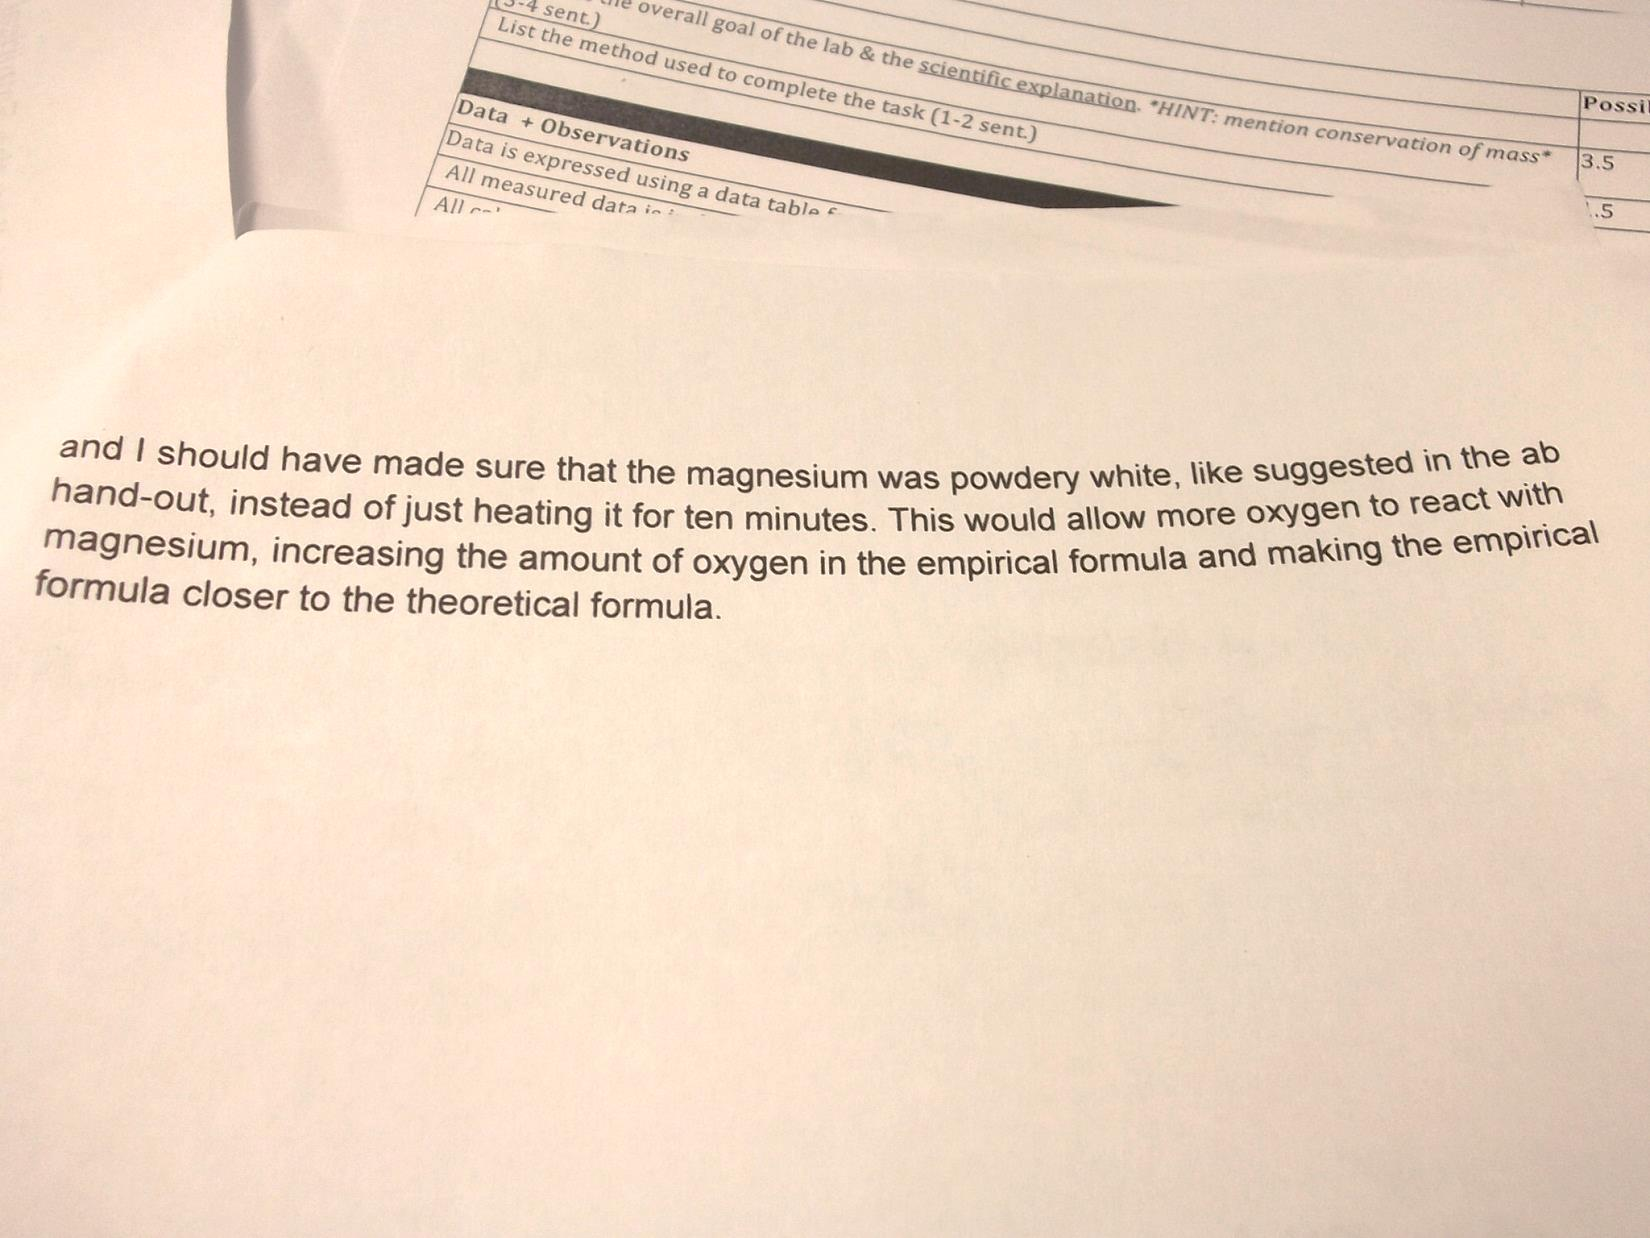 (3-4 sent.)
the overall goal of the lab & the scientific explanation. *HINT: mention conservation of mass*
List the method used to complete the task (1-2 sent.)
3.5
.5
Data + Observations
Data is expressed using a data table
All measured data is
All
and I should have made sure that the magnesium was powdery white, like suggested in the ab
hand-out, instead of just heating it for ten minutes. This would allow more oxygen to react with
magnesium, increasing the amount of oxygen in the empirical formula and making the empirical
formula closer to the theoretical formula.